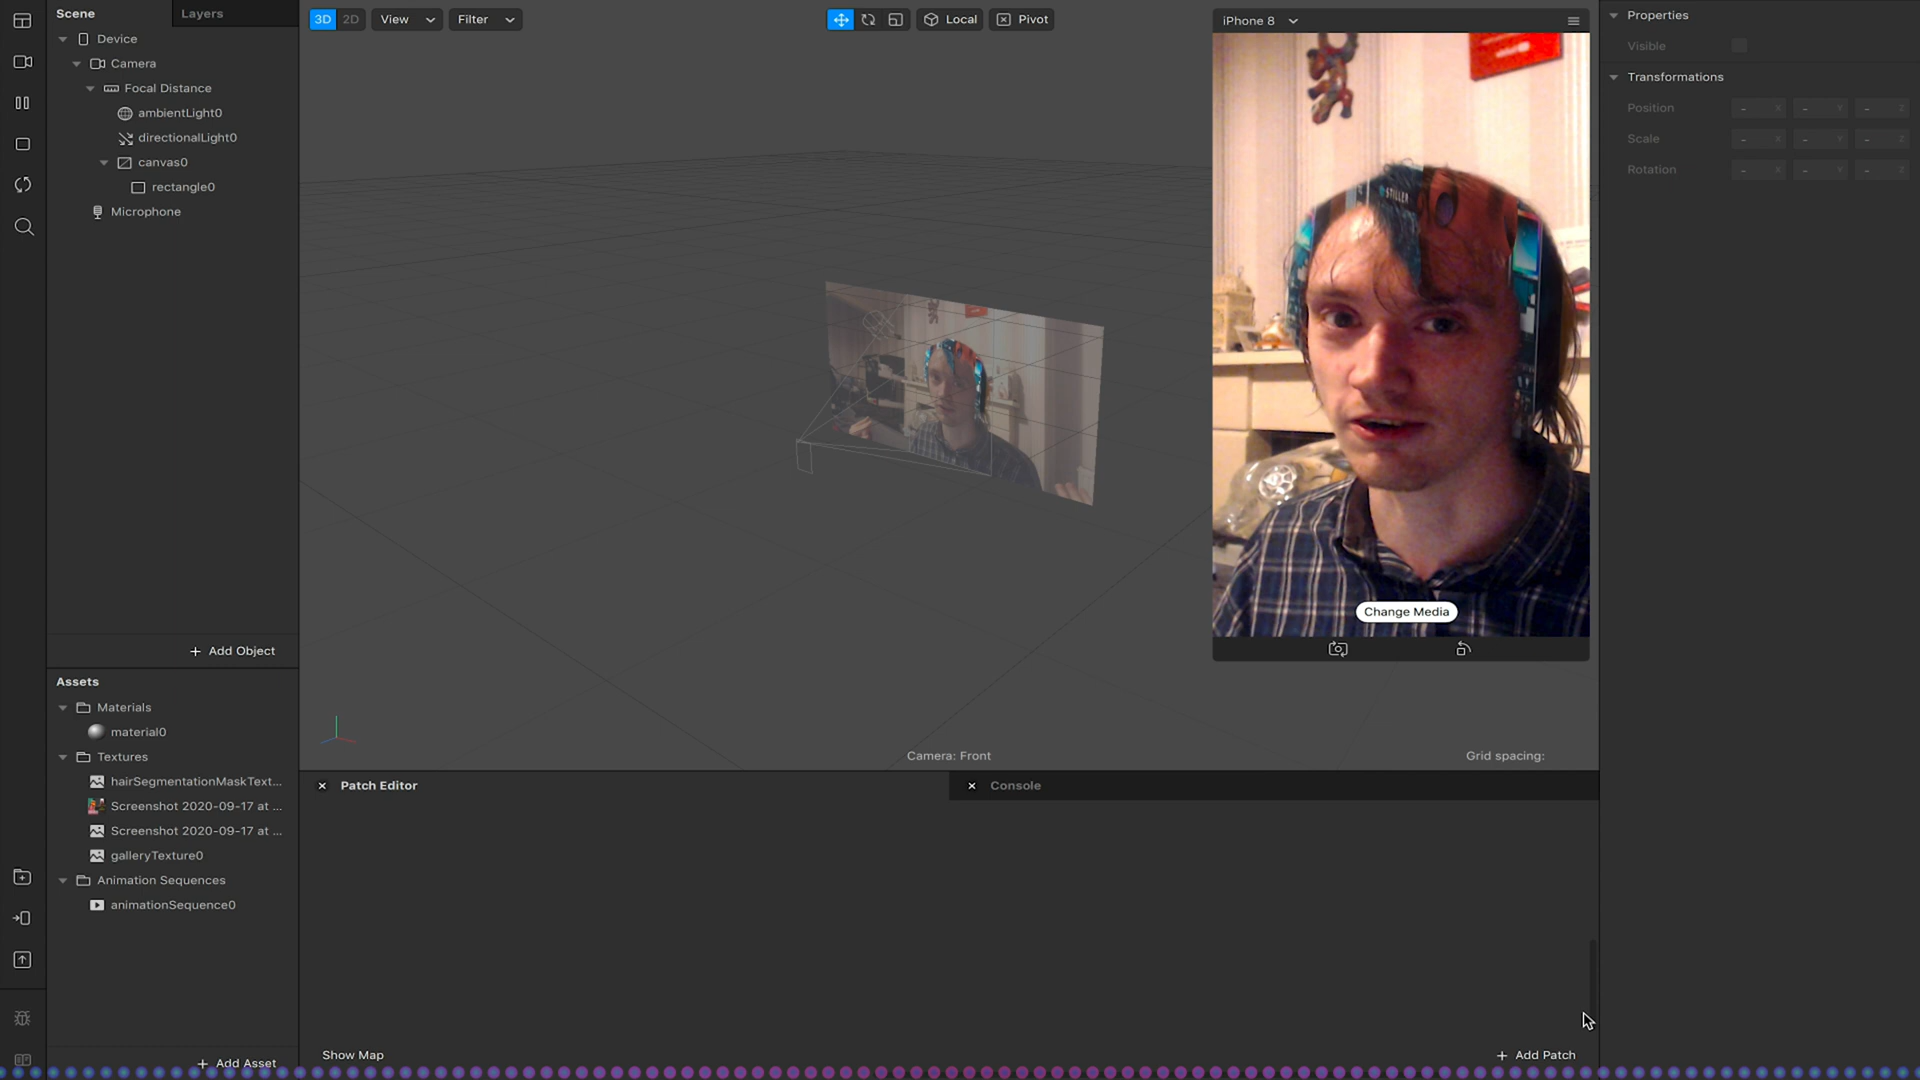 Scene
Layers
Device
Camera
Focal Distance
ambientLight0
directionalLight0
canvas0
rectangle0
Microphone
+ Add Object
Assets
Materials
material0
Textures
hairSegmentationMaskText...
Screenshot 2020-09-17 at ...
Screenshot 2020-09-17 at ...
galleryTexture0
Animation Sequences
animationSequence0
+ Add Asset
3D 2D View Filter
Local Pivot
iPhone 8
STILLER
Change Media
Camera: Front
Grid spacing:
Patch Editor
Console
Show Map
+ Add Patch
Properties
Visible
Transformations
Position - X - Y - Z
Scale - X - Y - Z
Rotation - X - Y - Z